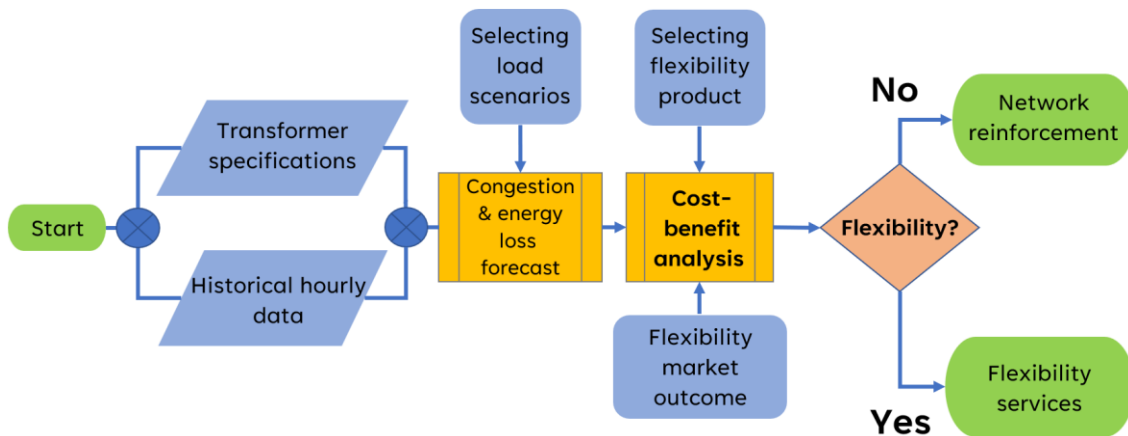 Start
Transformer
specifications
Historical hourly
data
Selecting
load
scenarios
Congestion
& energy
loss
forecast
Selecting
flexibility
product
Cost-
benefit
analysis
Flexibility
market
outcome
Flexibility?
No
Network
reinforcement
Yes
Flexibility
services